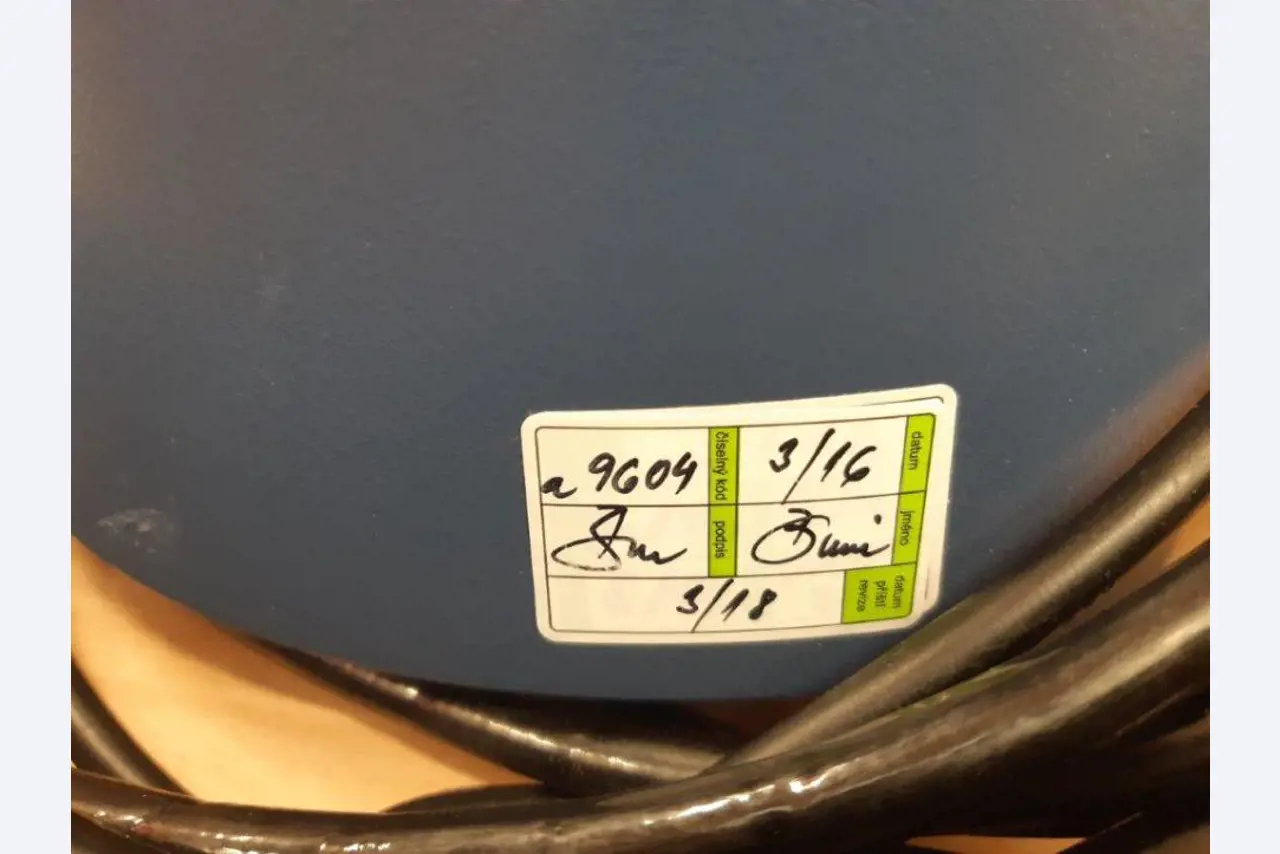 a 9604
číselný kód
3/16
datum
podpis
jméno
3/18
datum
příští
revize